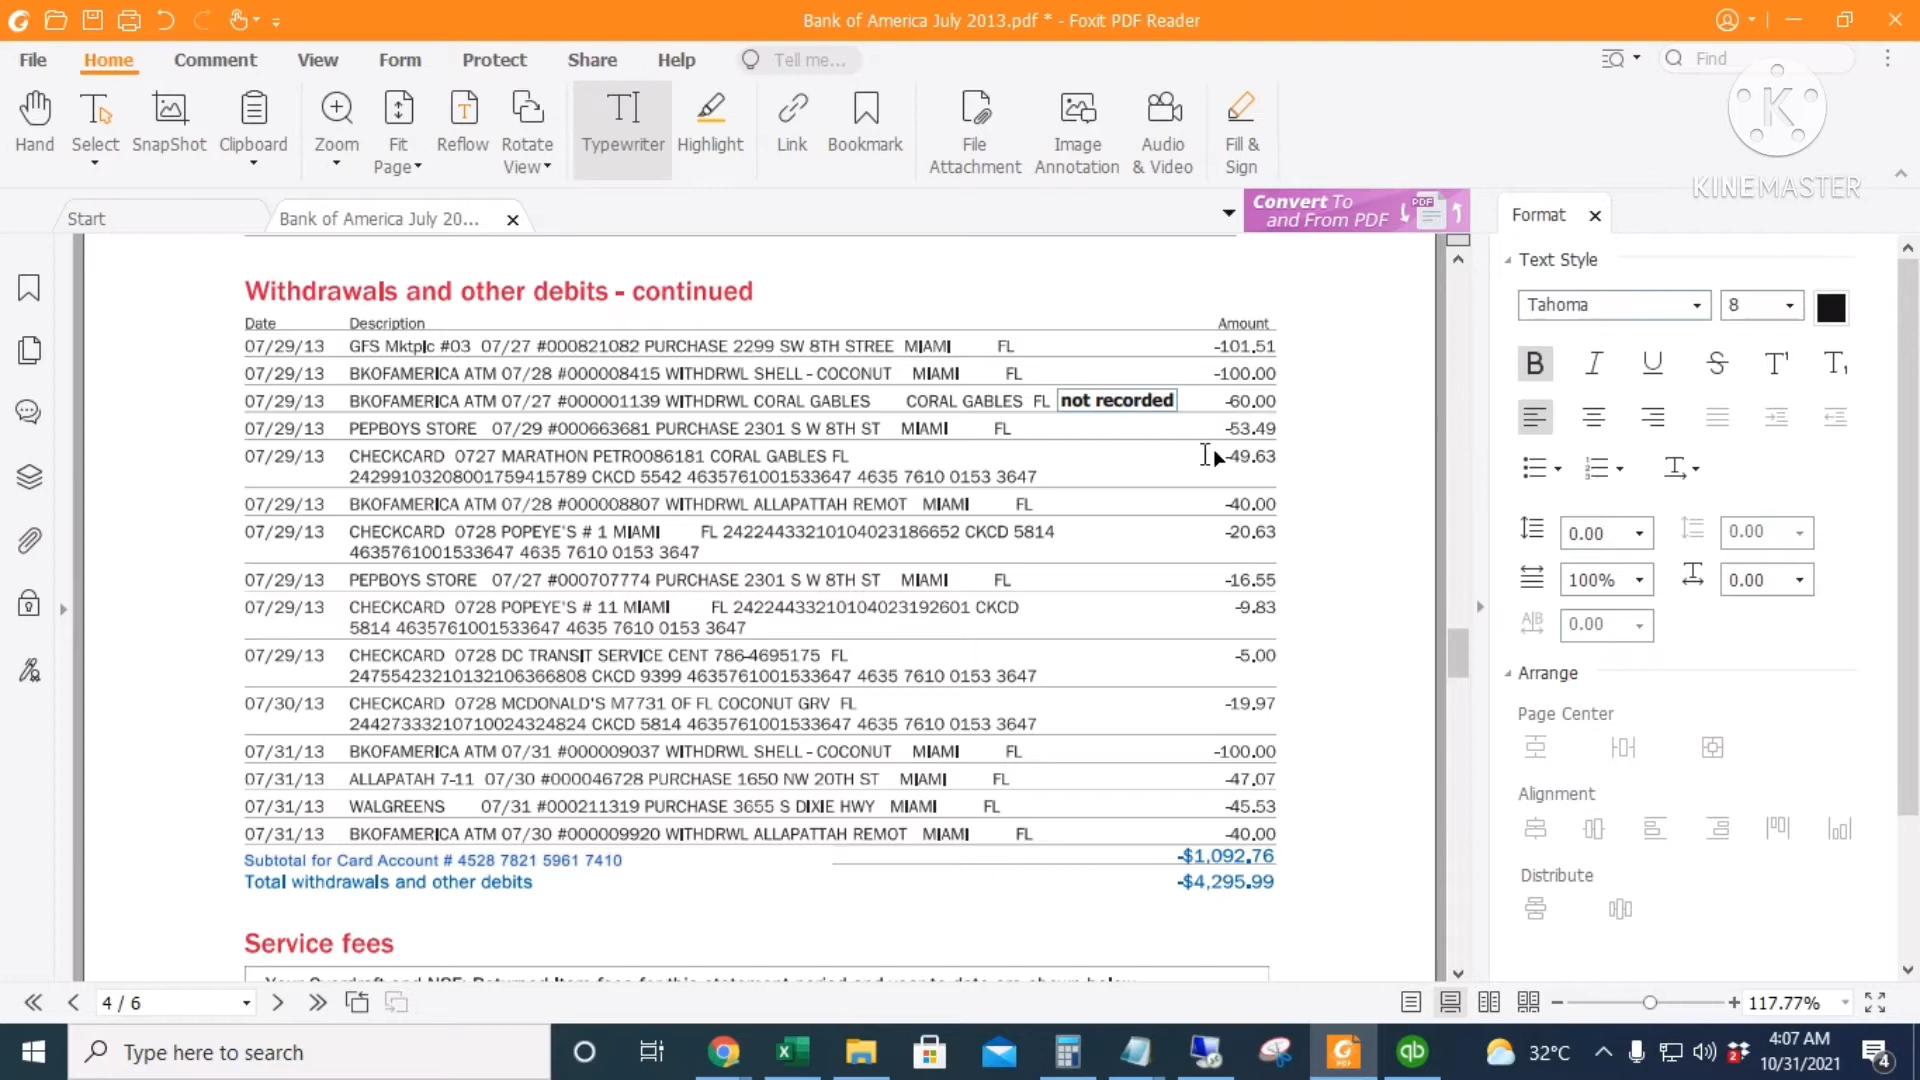 Bank of America July 2013.pdf * - Foxit PDF Reader
File Home Comment View Form Protect Share Help Tell me... Find
Hand Select SnapShot Clipboard Zoom Fit Page Reflow Rotate View Typewriter Highlight Link Bookmark File Attachment Image Annotation Audio & Video Fill & Sign
K
KINEMASTER
Start Bank of America July 20...
Convert To and From PDF PDF
Format
Withdrawals and other debits - continued
Date Description Amount
07/29/13 GFS Mktplc #03 07/27 #000821082 PURCHASE 2299 SW 8TH STREE MIAMI FL -101.51
07/29/13 BKOFAMERICA ATM 07/28 #000008415 WITHDRWL SHELL - COCONUT MIAMI FL -100.00
07/29/13 BKOFAMERICA ATM 07/27 #000001139 WITHDRWL CORAL GABLES CORAL GABLES FL not recorded -60.00
07/29/13 PEPBOYS STORE 07/29 #000663681 PURCHASE 2301 S W 8TH ST MIAMI FL -53.49
07/29/13 CHECKCARD 0727 MARATHON PETRO086181 CORAL GABLES FL -49.63
24299103208001759415789 CKCD 5542 4635761001533647 4635 7610 0153 3647
07/29/13 BKOFAMERICA ATM 07/28 #000008807 WITHDRWL ALLAPATTAH REMOT MIAMI FL -40.00
07/29/13 CHECKCARD 0728 POPEYE'S # 1 MIAMI FL 24224433210104023186652 CKCD 5814 -20.63
4635761001533647 4635 7610 0153 3647
07/29/13 PEPBOYS STORE 07/27 #000707774 PURCHASE 2301 S W 8TH ST MIAMI FL -16.55
07/29/13 CHECKCARD 0728 POPEYE'S # 11 MIAMI FL 24224433210104023192601 CKCD -9.83
5814 4635761001533647 4635 7610 0153 3647
07/29/13 CHECKCARD 0728 DC TRANSIT SERVICE CENT 786-4695175 FL -5.00
24755423210132106366808 CKCD 9399 4635761001533647 4635 7610 0153 3647
07/30/13 CHECKCARD 0728 MCDONALD'S M7731 OF FL COCONUT GRV FL -19.97
24427333210710024324824 CKCD 5814 4635761001533647 4635 7610 0153 3647
07/31/13 BKOFAMERICA ATM 07/31 #000009037 WITHDRWL SHELL - COCONUT MIAMI FL -100.00
07/31/13 ALLAPATAH 7-11 07/30 #000046728 PURCHASE 1650 NW 20TH ST MIAMI FL -47.07
07/31/13 WALGREENS 07/31 #000211319 PURCHASE 3655 S DIXIE HWY MIAMI FL -45.53
07/31/13 BKOFAMERICA ATM 07/30 #000009920 WITHDRWL ALLAPATTAH REMOT MIAMI FL -40.00
Subtotal for Card Account # 4528 7821 5961 7410 -$1,092.76
Total withdrawals and other debits -$4,295.99
Service fees
Text Style
Tahoma 8
0.00 0.00
100% 0.00
0.00
Arrange
Page Center
Alignment
Distribute
4 / 6 117.77%
Type here to search 32°C 4:07 AM
10/31/2021 4